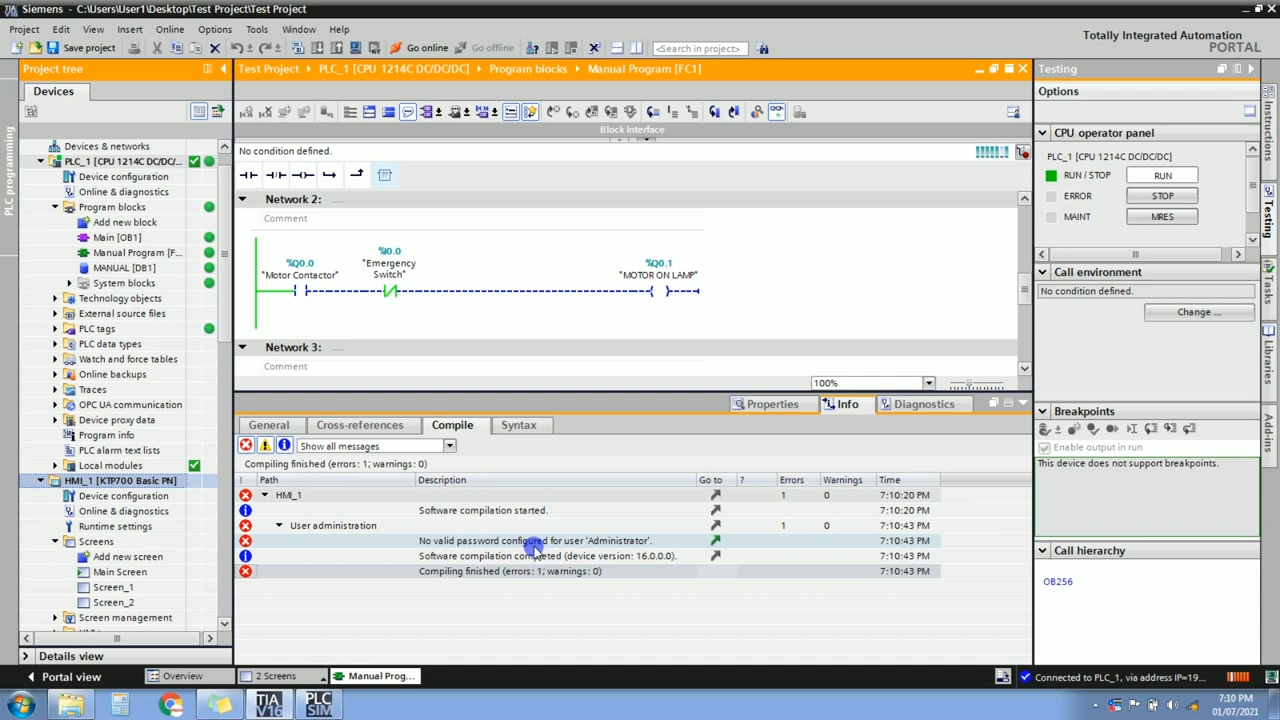 Siemens - C:\Users\User1\Desktop\Test Project\Test Project
Project Edit View Insert Online Options Tools Window Help
Totally Integrated Automation
PORTAL
Save project Go online Go offline <Search in project>
Project tree
Devices
PLC programming
Devices & networks
PLC_1 [CPU 1214C DC/DC/...
Device configuration
Online & diagnostics
Program blocks
Add new block
Main [OB1]
Manual Program [F...
MANUAL [DB1]
System blocks
Technology objects
External source files
PLC tags
PLC data types
Watch and force tables
Online backups
Traces
OPC UA communication
Device proxy data
Program info
PLC alarm text lists
Local modules
HMI_1 [KTP700 Basic PN]
Device configuration
Online & diagnostics
Runtime settings
Screens
Add new screen
Main Screen
Screen_1
Screen_2
Screen management
Details view
Test Project PLC_1 [CPU 1214C DC/DC/DC] Program blocks Manual Program [FC1]
Block interface
No condition defined.
Network 2: .....
Comment
%Q0.0
"Motor Contactor"
%I0.0
"Emergency
Switch"
%Q0.1
"MOTOR ON LAMP"
Network 3: .....
Comment
100%
Properties Info Diagnostics
General Cross-references Compile Syntax
Show all messages
Compiling finished (errors: 1; warnings: 0)
! Path Description Go to ? Errors Warnings Time
HMI_1 1 0 7:10:20 PM
Software compilation started. 7:10:20 PM
User administration 1 0 7:10:43 PM
No valid password configured for user 'Administrator'. 7:10:43 PM
Software compilation completed (device version: 16.0.0.0). 7:10:43 PM
Compiling finished (errors: 1; warnings: 0) 7:10:43 PM
Testing
Options
CPU operator panel
PLC_1 [CPU 1214C DC/DC/DC]
RUN / STOP RUN
ERROR STOP
MAINT MRES
Call environment
No condition defined.
Change ...
Breakpoints
Enable output in run
This device does not support breakpoints.
Call hierarchy
OB256
Instructions
Testing
Tasks
Libraries
Add-ins
Portal view Overview 2 Screens Manual Prog... Connected to PLC_1, via address IP=19...
TIA
V16
PLC
SIM
7:10 PM
01/07/2021